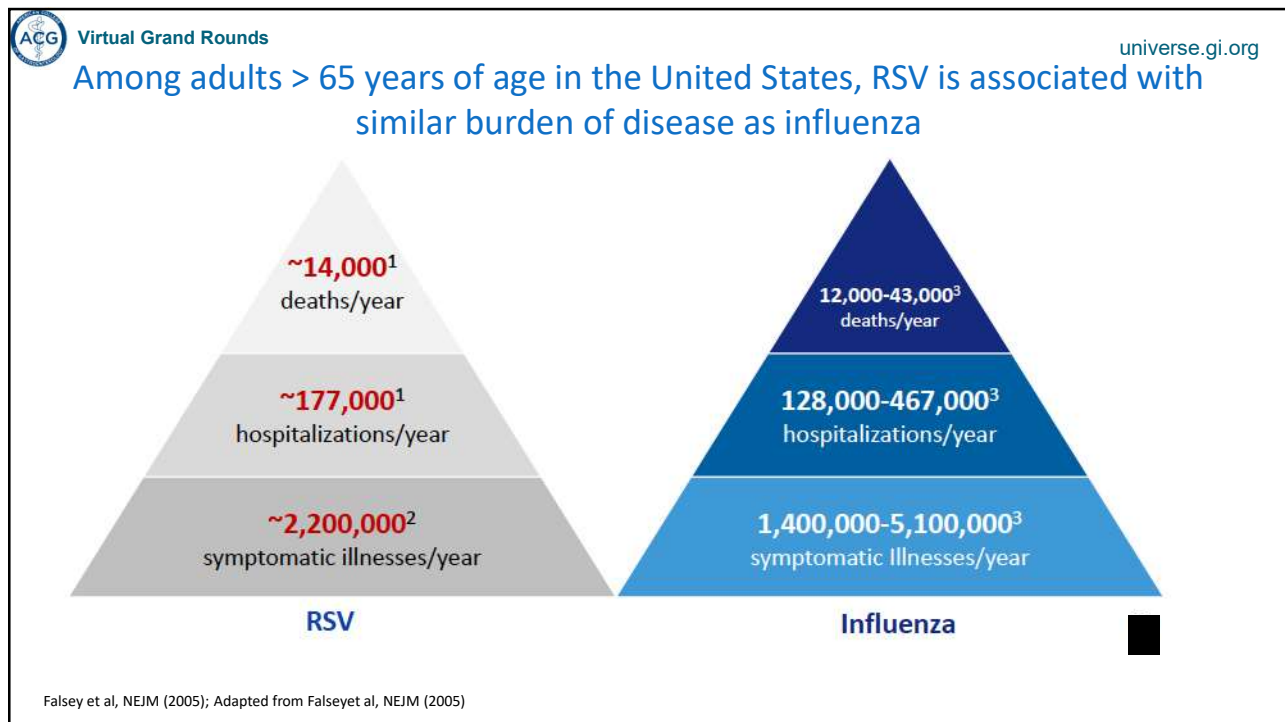 ACG
Virtual Grand Rounds
universe.gi.org
Among adults > 65 years of age in the United States, RSV is associated with
similar burden of disease as influenza
~14,000¹
deaths/year
~177,000¹
hospitalizations/year
~2,200,000²
symptomatic illnesses/year
RSV
12,000-43,000³
deaths/year
128,000-467,000³
hospitalizations/year
1,400,000-5,100,000³
symptomatic Illnesses/year
Influenza
Falsey et al, NEJM (2005); Adapted from Falseyet al, NEJM (2005)